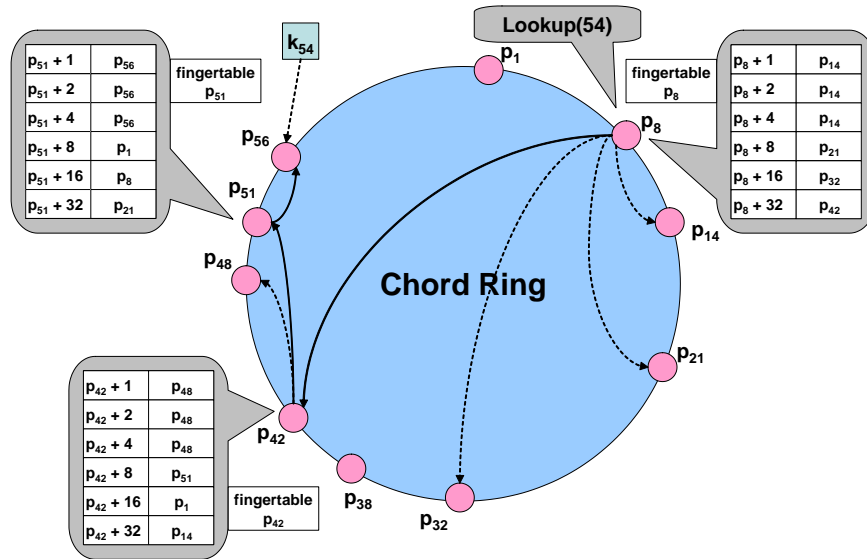 p₅₁ + 1 p₅₆
p₅₁ + 2 p₅₆
p₅₁ + 4 p₅₆
p₅₁ + 8 p₁
p₅₁ + 16 p₈
p₅₁ + 32 p₂₁
fingertable
p₅₁
k₅₄
Lookup(54)
fingertable
p₈
p₈ + 1 p₁₄
p₈ + 2 p₁₄
p₈ + 4 p₁₄
p₈ + 8 p₂₁
p₈ + 16 p₃₂
p₈ + 32 p₄₂
p₁
p₈
p₅₆
p₅₁
p₁₄
p₄₈
Chord Ring
p₂₁
p₄₂
p₃₈
p₃₂
p₄₂ + 1 p₄₈
p₄₂ + 2 p₄₈
p₄₂ + 4 p₄₈
p₄₂ + 8 p₅₁
p₄₂ + 16 p₁
p₄₂ + 32 p₁₄
fingertable
p₄₂